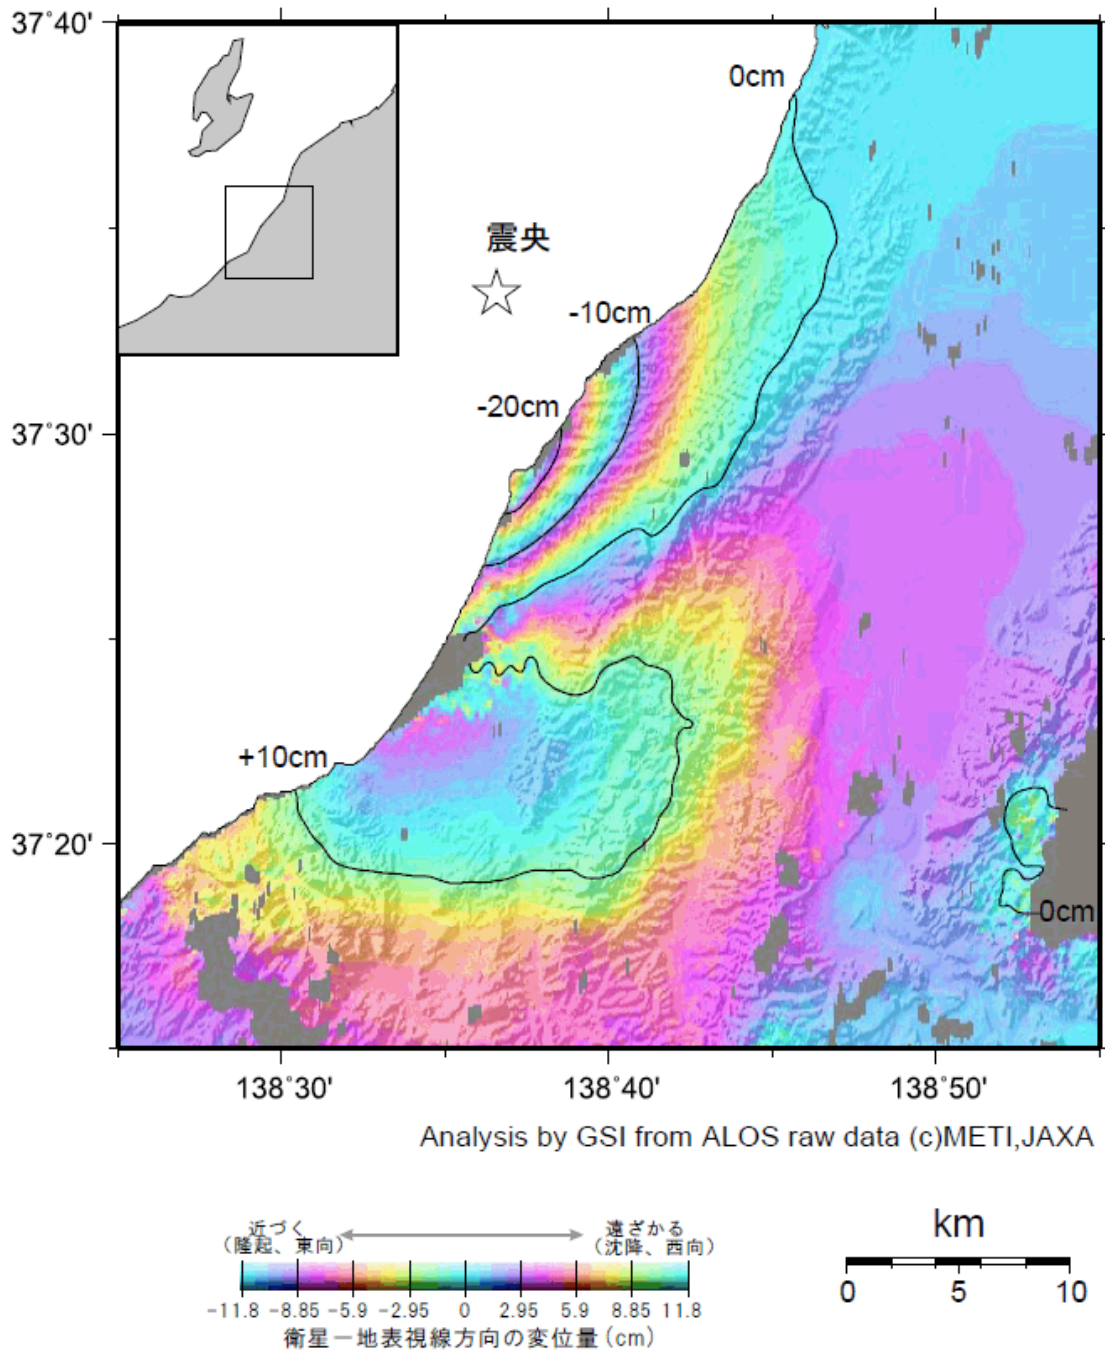 37°40'
0cm
震央
-10cm
-20cm
37°30'
+10cm
37°20'
0cm
138°30' 138°40' 138°50'
Analysis by GSI from ALOS raw data (c)METI,JAXA
近づく 遠ざかる
(隆起、東向) (沈降、西向)
-11.8 -8.85 -5.9 -2.95 0 2.95 5.9 8.85 11.8
衛星－地表視線方向の変位量(cm)
km
0 5 10